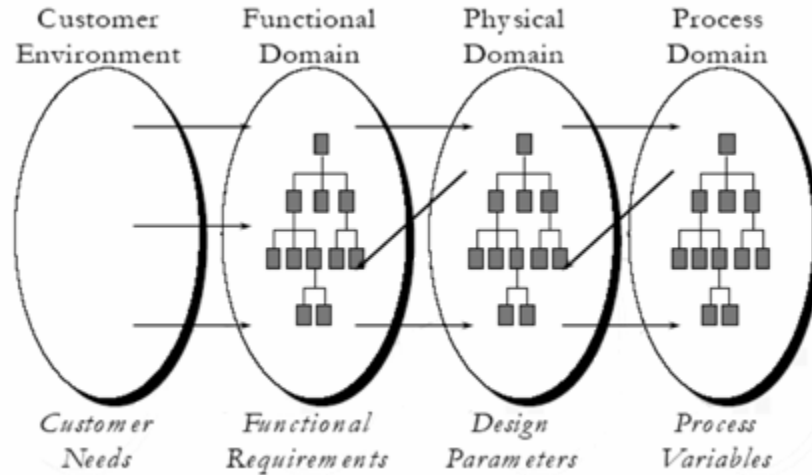 Customer
Environment
Functional
Domain
Physical
Domain
Process
Domain
Customer
Needs
Functional
Requirements
Design
Parameters
Process
Variables